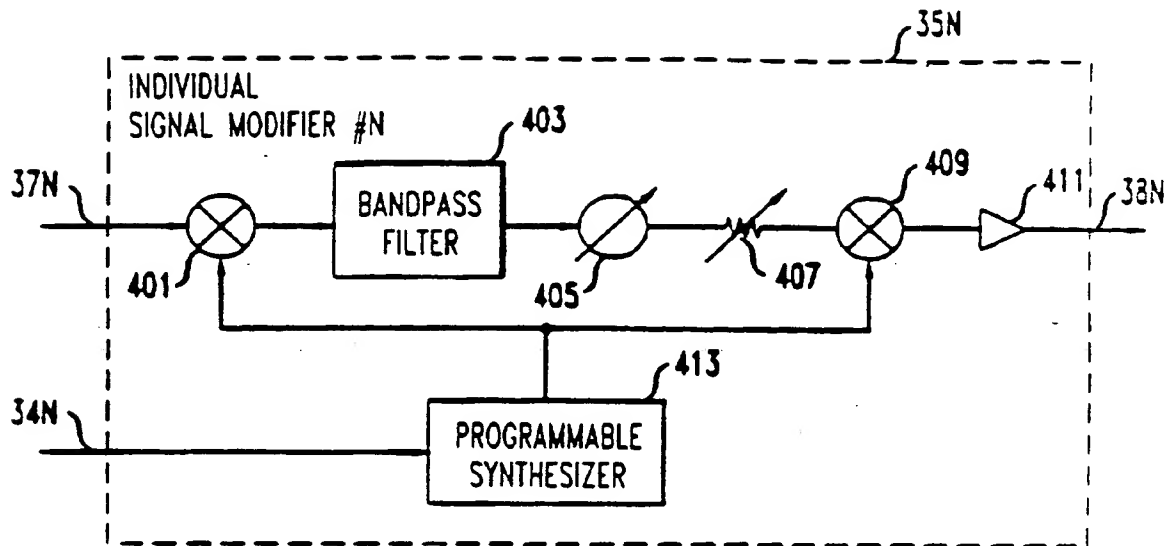 35N
INDIVIDUAL
SIGNAL MODIFIER #N
403
409
411
37N
38N
BANDPASS
FILTER
401
405
407
413
34N
PROGRAMMABLE
SYNTHESIZER